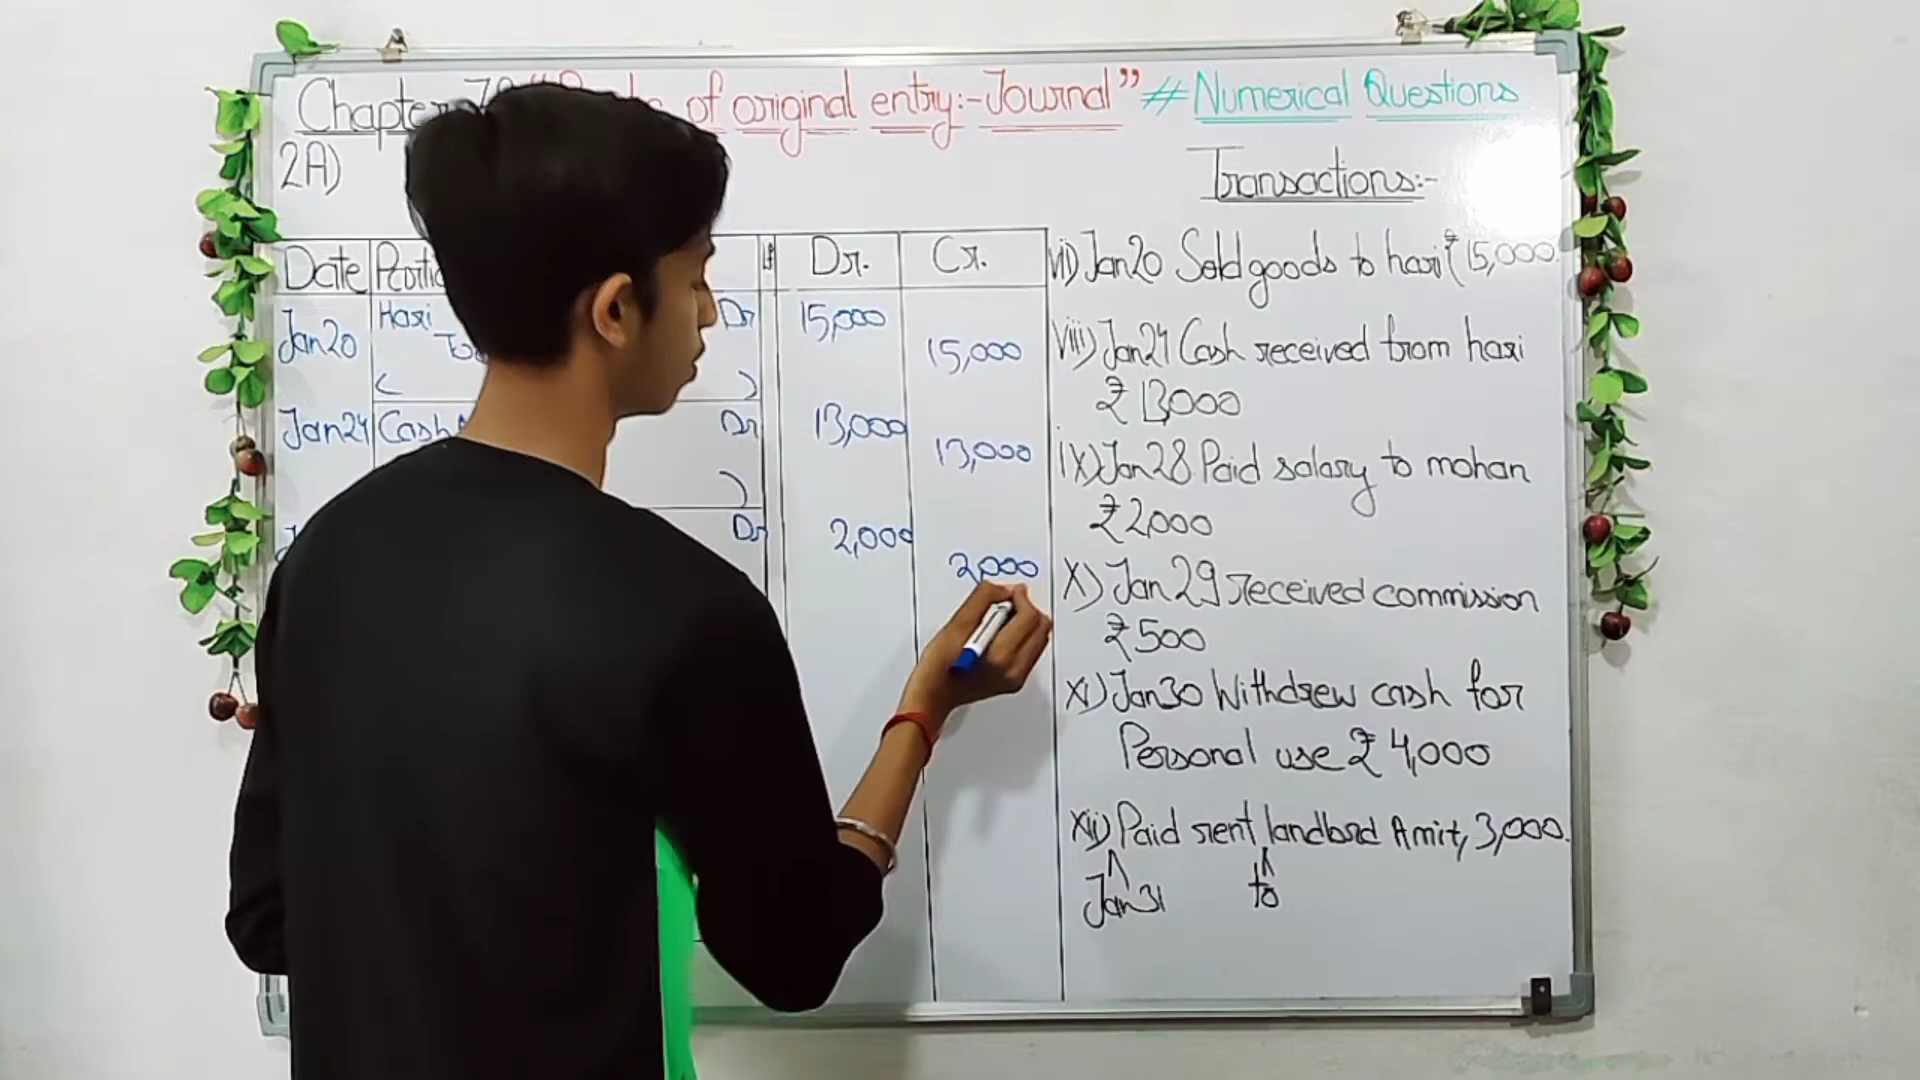 Chapter of original entry:-Journal" #Numerical Questions
2A)
Transactions:-
Date Dr. Cr.
Jan20 Hari Dr 15,000
15,000
( )
Jan24 Cash Dr 13,000
13,000
)
Dr 2,000
2,000
vii) Jan20 Sold goods to hari ₹15,000.
viii) Jan24 Cash received from hari
₹13,000
ix) Jan28 Paid salary to mohan
₹2,000
x) Jan29 received commission
₹500
xi) Jan30 Withdrew cash for
Personal use ₹4,000
xii) Paid rent landlord Amit, 3,000.
^ ^
Jan31 to